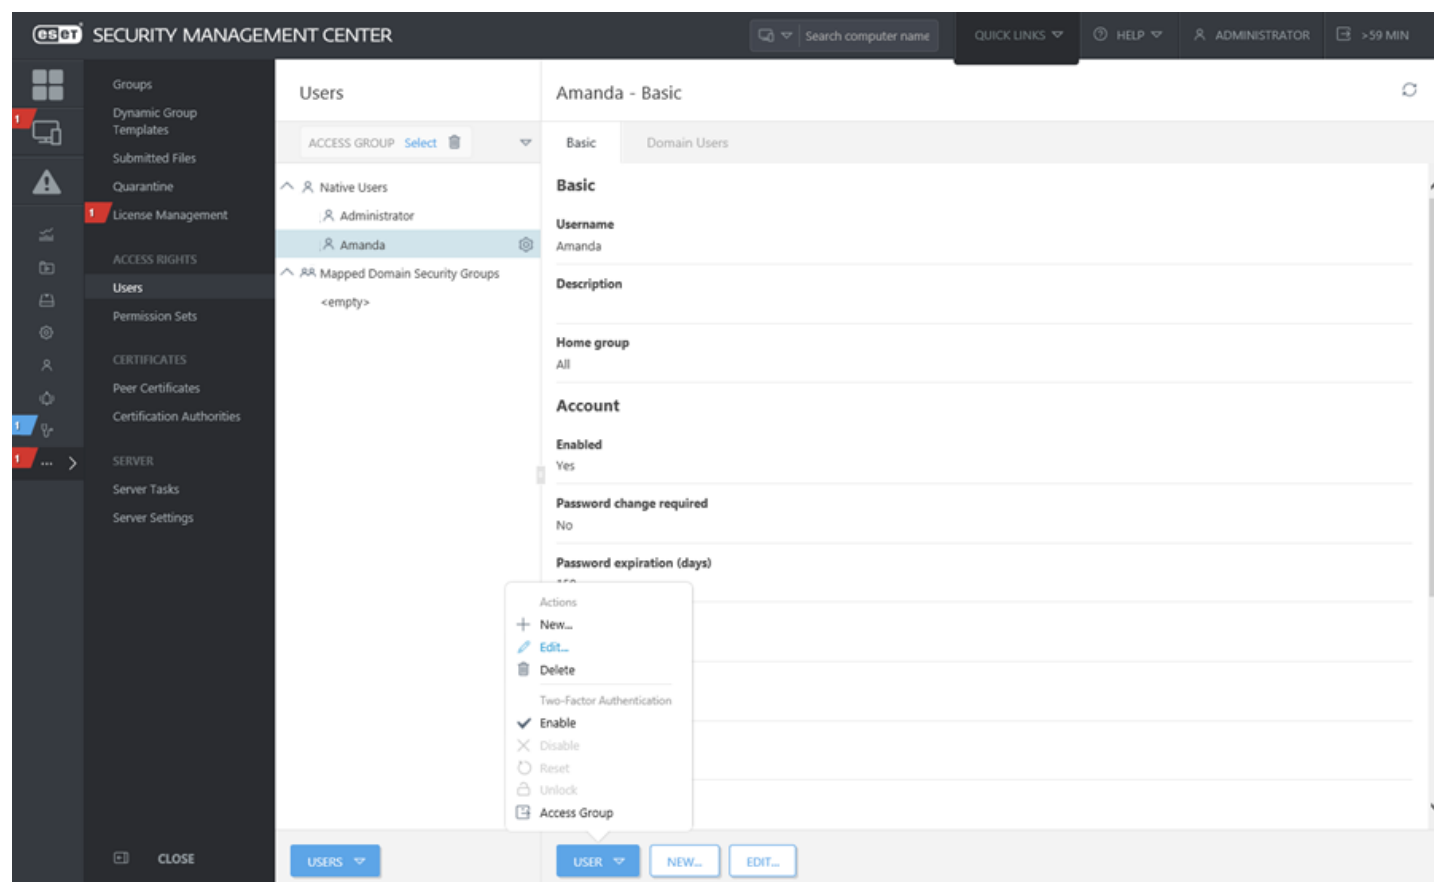 eset SECURITY MANAGEMENT CENTER
Search computer name
QUICK LINKS
HELP
ADMINISTRATOR
>59 MIN
1
1
1
1
Groups
Dynamic Group
Templates
Submitted Files
Quarantine
License Management
ACCESS RIGHTS
Users
Permission Sets
CERTIFICATES
Peer Certificates
Certification Authorities
SERVER
Server Tasks
Server Settings
CLOSE
Users
ACCESS GROUP Select
Native Users
Administrator
Amanda
Mapped Domain Security Groups
<empty>
USERS
Amanda - Basic
Basic
Domain Users
Basic
Username
Amanda
Description
Home group
All
Account
Enabled
Yes
Password change required
No
Password expiration (days)
Actions
New...
Edit...
Delete
Two-Factor Authentication
Enable
Disable
Reset
Unlock
Access Group
USER
NEW...
EDIT...